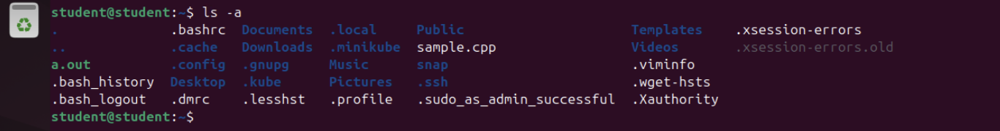 student@student:~$ ls -a
.               .bashrc   Documents  .local     Public                      Templates    .xsession-errors
..              .cache    Downloads  .minikube  sample.cpp                  Videos       .xsession-errors.old
a.out           .config   .gnupg     Music      snap                        .viminfo
.bash_history   Desktop   .kube      Pictures   .ssh                        .wget-hsts
.bash_logout    .dmrc     .lesshst   .profile   .sudo_as_admin_successful   .Xauthority
student@student:~$